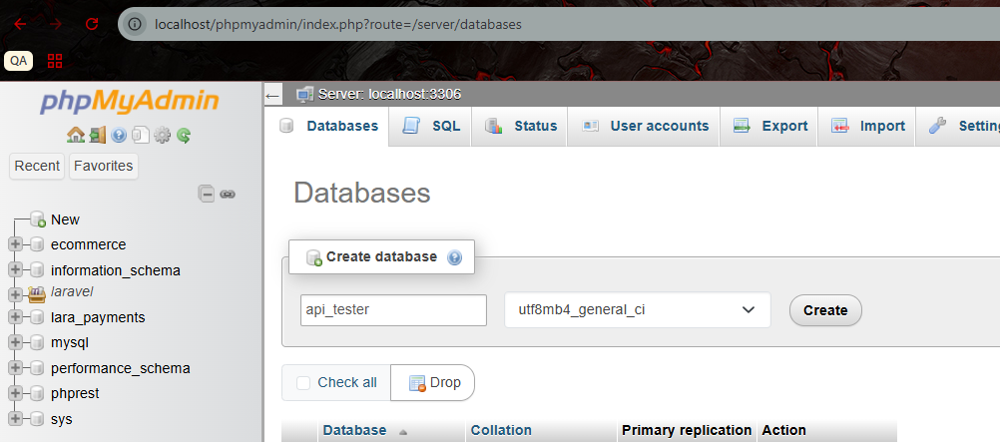 localhost/phpmyadmin/index.php?route=/server/databases
QA
phpMyAdmin
Recent Favorites
New
ecommerce
information_schema
laravel
lara_payments
mysql
performance_schema
phprest
sys
Server: localhost:3306
Databases SQL Status User accounts Export Import Settin
Databases
Create database
api_tester utf8mb4_general_ci Create
Check all Drop
Database Collation Primary replication Action